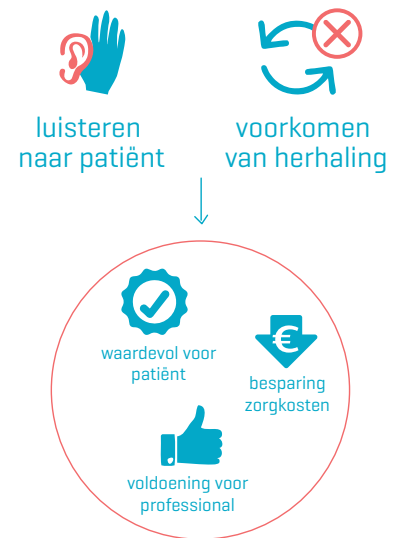 luisteren
naar patiënt
voorkomen
van herhaling
waardevol voor
patiënt
€
besparing
zorgkosten
voldoening voor
professional